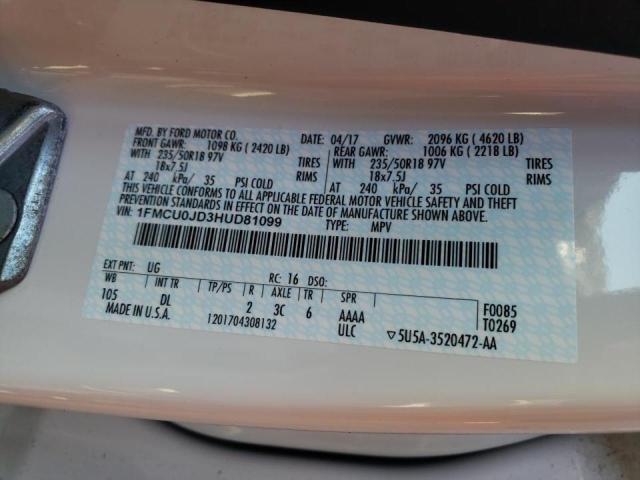 MFD. BY FORD MOTOR CO. DATE: 04/17 GVWR: 2096 KG ( 4620 LB)
FRONT GAWR: 1098 KG ( 2420 LB) REAR GAWR: 1006 KG ( 2218 LB)
WITH 235/50R18 97V TIRES WITH 235/50R18 97V TIRES
18x7.5J RIMS 18x7.5J RIMS
AT 240 kPa/ 35 PSI COLD AT 240 kPa/ 35 PSI COLD
THIS VEHICLE CONFORMS TO ALL APPLICABLE FEDERAL MOTOR VEHICLE SAFETY AND THEFT
PREVENTION STANDARDS IN EFFECT ON THE DATE OF MANUFACTURE SHOWN ABOVE.
VIN: 1FMCU0JD3HUD81099 TYPE: MPV
EXT PNT: UG RC: 16 DSO:
WB INT TR TP/PS R AXLE TR SPR F0085
105 DL 2 3C 6 AAAA T0269
MADE IN U.S.A. 1201704308132 ULC ▽5U5A-3520472-AA